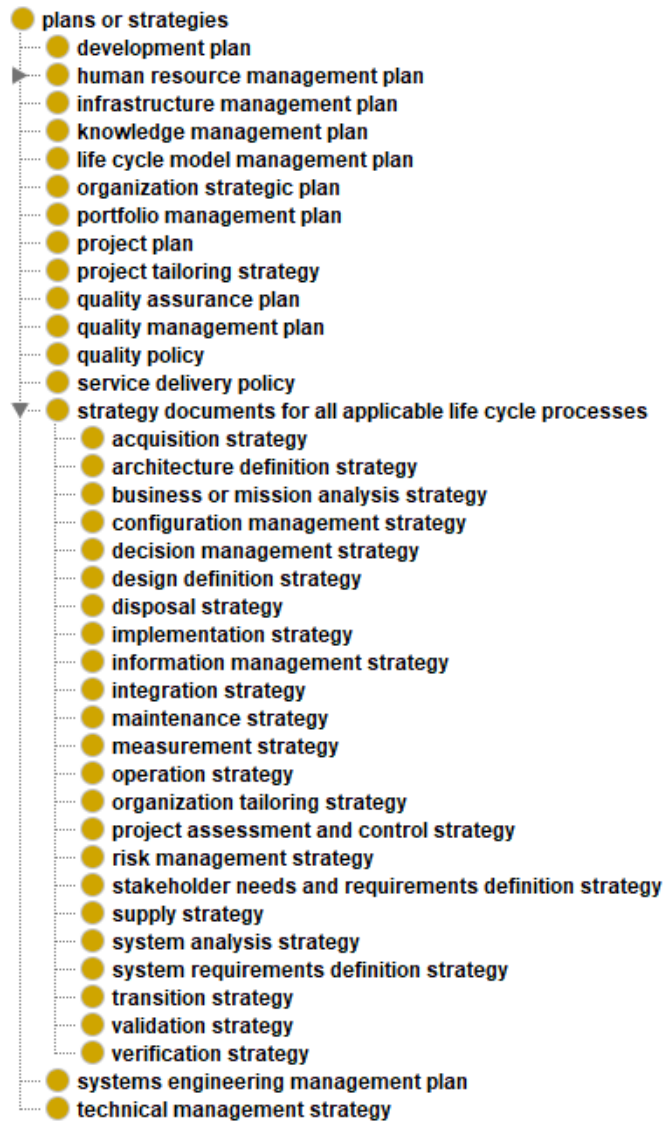 plans or strategies
development plan
human resource management plan
infrastructure management plan
knowledge management plan
life cycle model management plan
organization strategic plan
portfolio management plan
project plan
project tailoring strategy
quality assurance plan
quality management plan
quality policy
service delivery policy
strategy documents for all applicable life cycle processes
acquisition strategy
architecture definition strategy
business or mission analysis strategy
configuration management strategy
decision management strategy
design definition strategy
disposal strategy
implementation strategy
information management strategy
integration strategy
maintenance strategy
measurement strategy
operation strategy
organization tailoring strategy
project assessment and control strategy
risk management strategy
stakeholder needs and requirements definition strategy
supply strategy
system analysis strategy
system requirements definition strategy
transition strategy
validation strategy
verification strategy
systems engineering management plan
technical management strategy